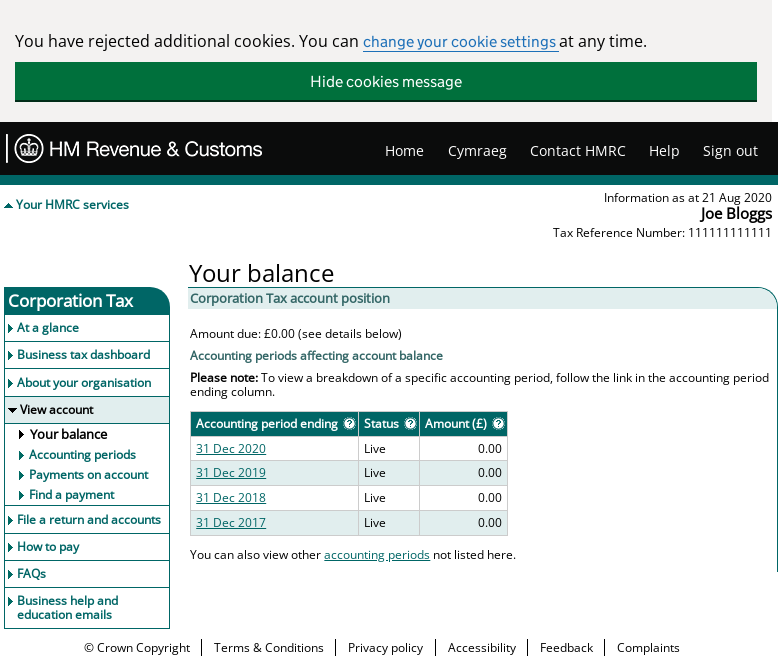 You have rejected additional cookies. You can change your cookie settings at any time.
Hide cookies message
HM Revenue & Customs
Home Cymraeg Contact HMRC Help Sign out
Your HMRC services
Information as at 21 Aug 2020
Joe Bloggs
Tax Reference Number: 111111111111
Your balance
Corporation Tax
At a glance
Business tax dashboard
About your organisation
View account
Your balance
Accounting periods
Payments on account
Find a payment
File a return and accounts
How to pay
FAQs
Business help and
education emails
Corporation Tax account position
Amount due: £0.00 (see details below)
Accounting periods affecting account balance
Please note: To view a breakdown of a specific accounting period, follow the link in the accounting period
ending column.
Accounting period ending ? Status ? Amount (£) ?
31 Dec 2020 Live 0.00
31 Dec 2019 Live 0.00
31 Dec 2018 Live 0.00
31 Dec 2017 Live 0.00
You can also view other accounting periods not listed here.
© Crown Copyright Terms & Conditions Privacy policy Accessibility Feedback Complaints